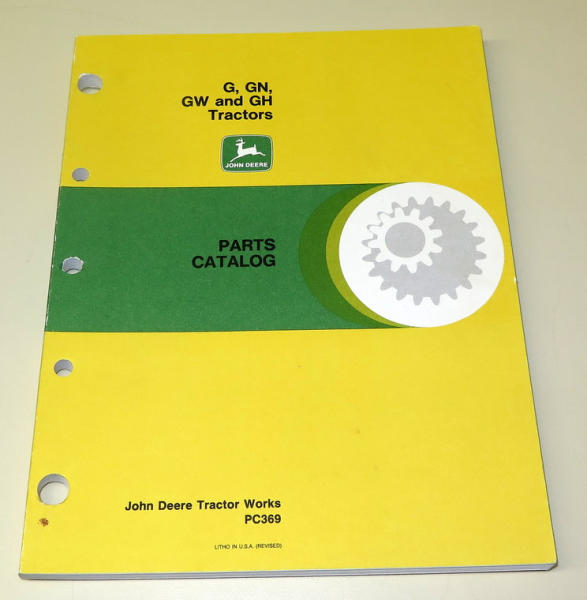 G, GN,
GW and GH
Tractors
JOHN DEERE
PARTS
CATALOG
John Deere Tractor Works
PC369
LITHO IN U.S.A. (REVISED)